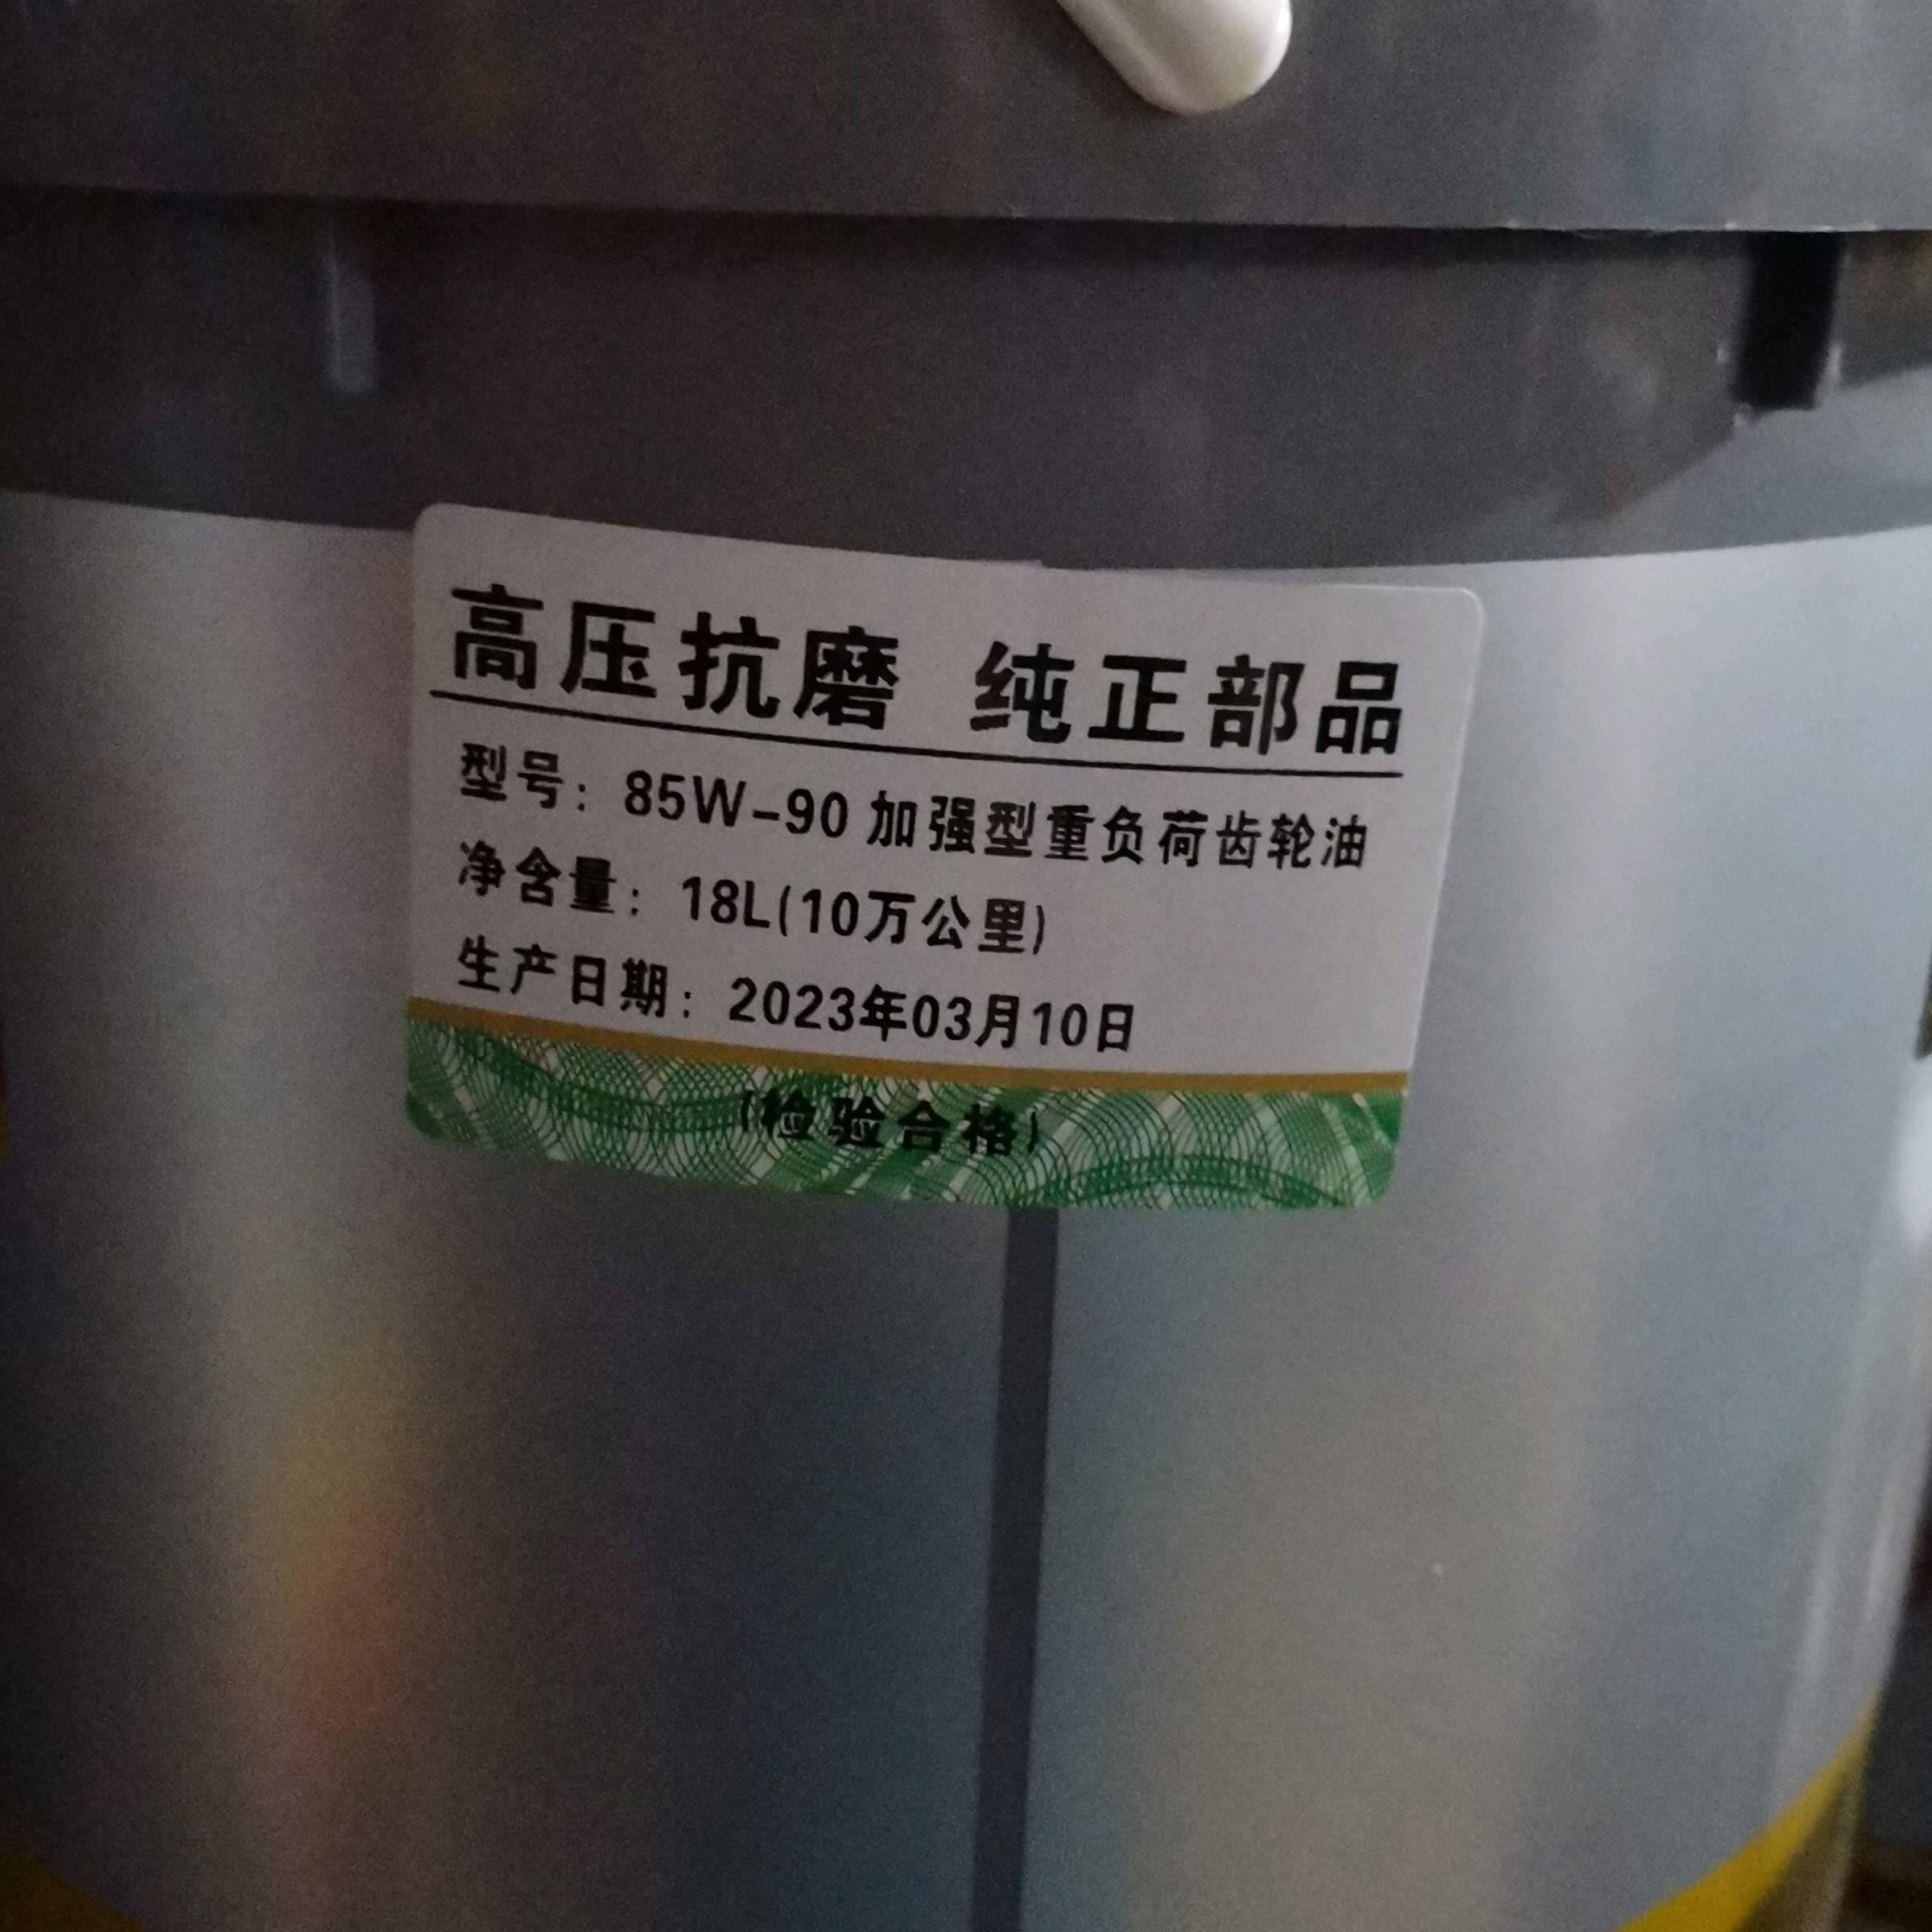 高压抗磨 纯正部品
型号：85W-90 加强型重负荷齿轮油
净含量：18L(10万公里)
生产日期：2023年03月10日
(检验合格)